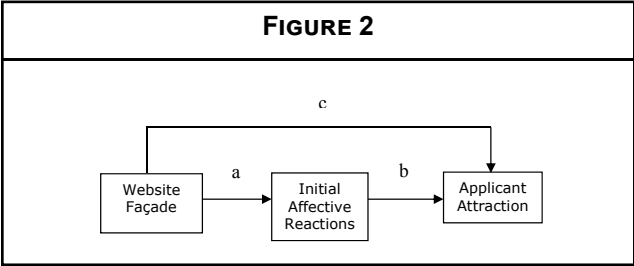 FIGURE 2
c
a
b
Website
Façade
Initial
Affective
Reactions
Applicant
Attraction